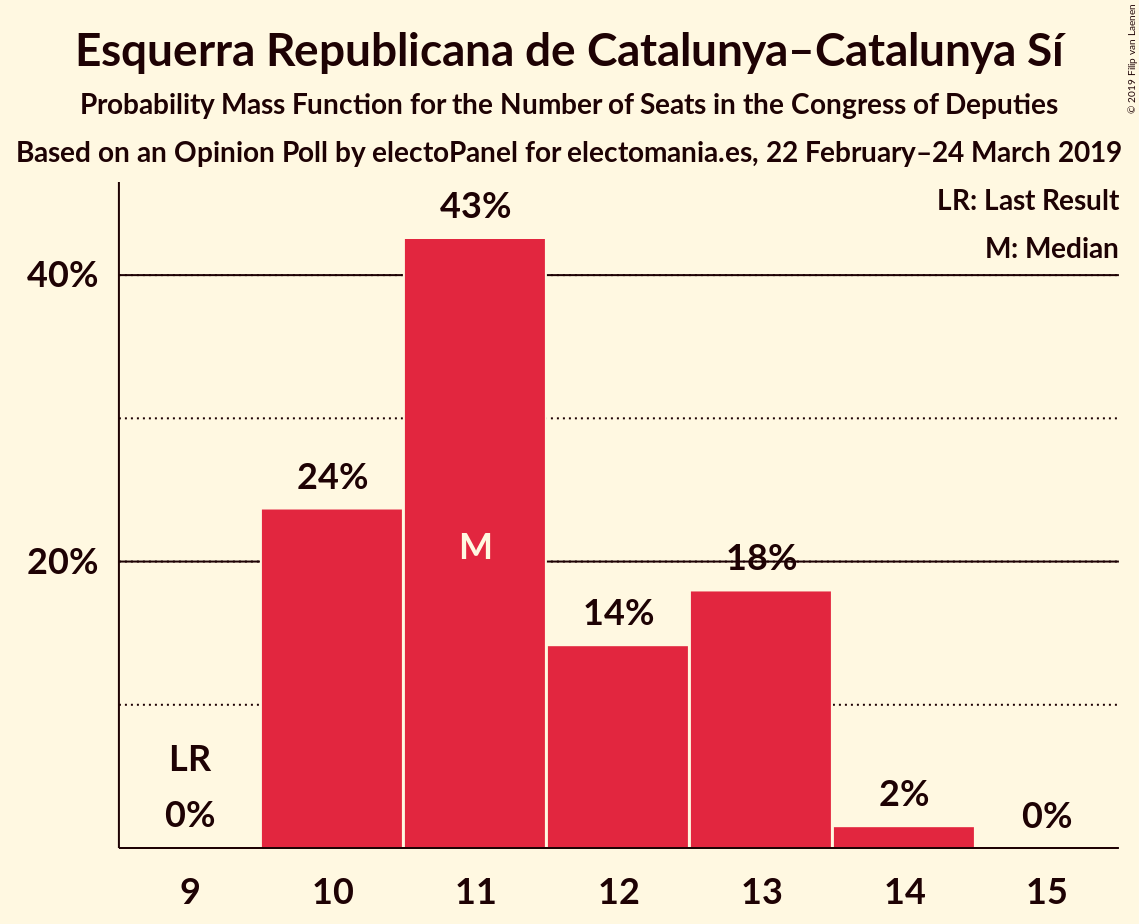 Esquerra Republicana de Catalunya–Catalunya Sí
Probability Mass Function for the Number of Seats in the Congress of Deputies
Based on an Opinion Poll by electoPanel for electomania.es, 22 February–24 March 2019
© 2019 Filip van Laenen
LR: Last Result
M: Median
43%
40%
24%
M
20%
18%
14%
LR
0%
2%
0%
9 10 11 12 13 14 15